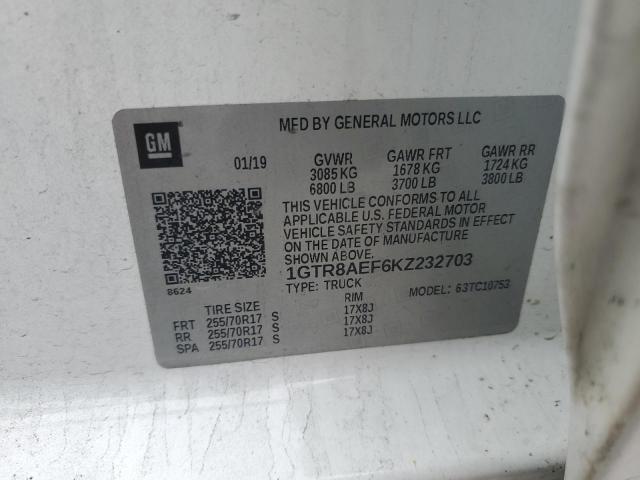 MFD BY GENERAL MOTORS LLC
GM
01/19 GVWR GAWR FRT GAWR RR
3085 KG 1678 KG 1724 KG
6800 LB 3700 LB 3800 LB
THIS VEHICLE CONFORMS TO ALL
APPLICABLE U.S. FEDERAL MOTOR
VEHICLE SAFETY STANDARDS IN EFFECT
ON THE DATE OF MANUFACTURE
SHOWN ABOVE.
1GTR8AEF6KZ232703
TYPE: TRUCK MODEL: 63TC10753
8624
TIRE SIZE RIM
FRT 255/70R17 S 17X8J
RR 255/70R17 S 17X8J
SPA 255/70R17 S 17X8J